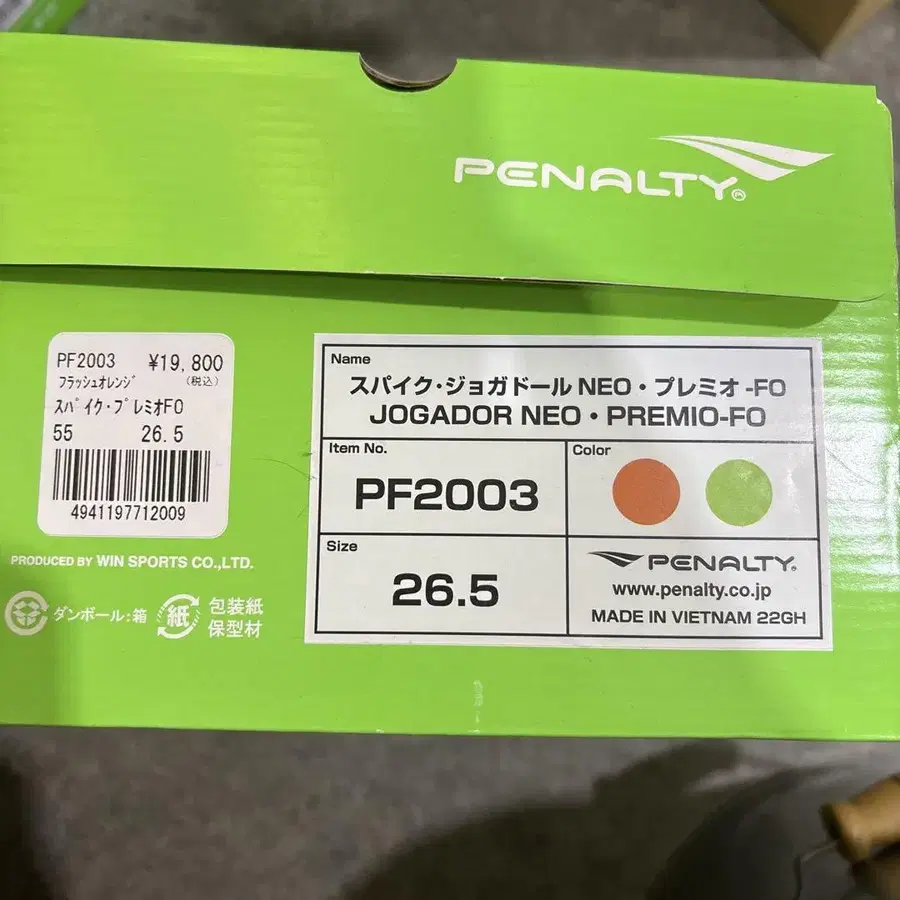 PENALTY®
PF2003 ¥19,800
フラッシュオレンジ (税込)
スパイク・プレミオFO
55 26.5
4941197712009
PRODUCED BY WIN SPORTS CO.,LTD.
ダンボール:箱
紙
包装紙
保型材
Name
スパイク・ジョガドール NEO・プレミオ -FO
JOGADOR NEO・PREMIO-FO
Item No.
PF2003
Color
Size
26.5
PENALTY®
www.penalty.co.jp
MADE IN VIETNAM 22GH